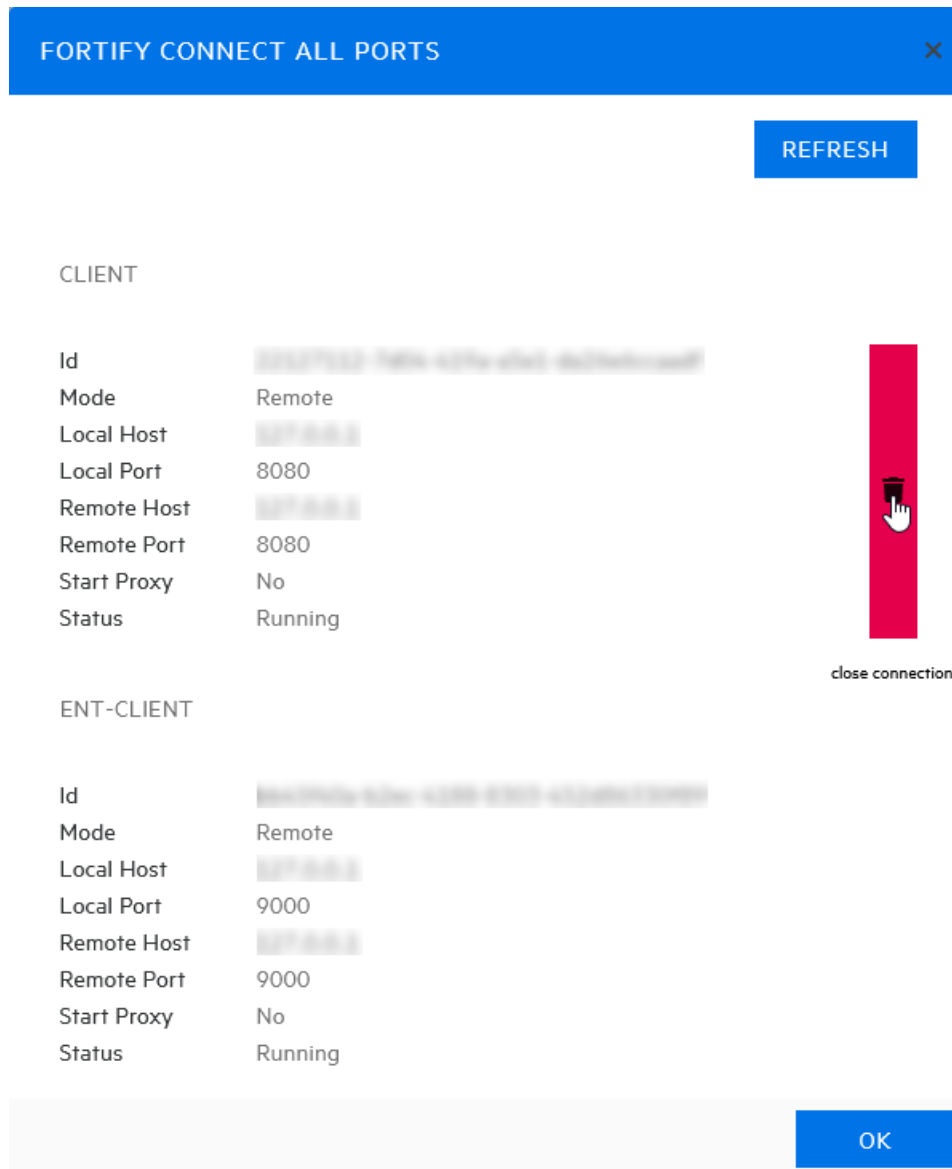 FORTIFY CONNECT ALL PORTS
REFRESH
CLIENT
Id
Mode Remote
Local Host
Local Port 8080
Remote Host
Remote Port 8080
Start Proxy No
Status Running
close connection
ENT-CLIENT
Id
Mode Remote
Local Host
Local Port 9000
Remote Host
Remote Port 9000
Start Proxy No
Status Running
OK